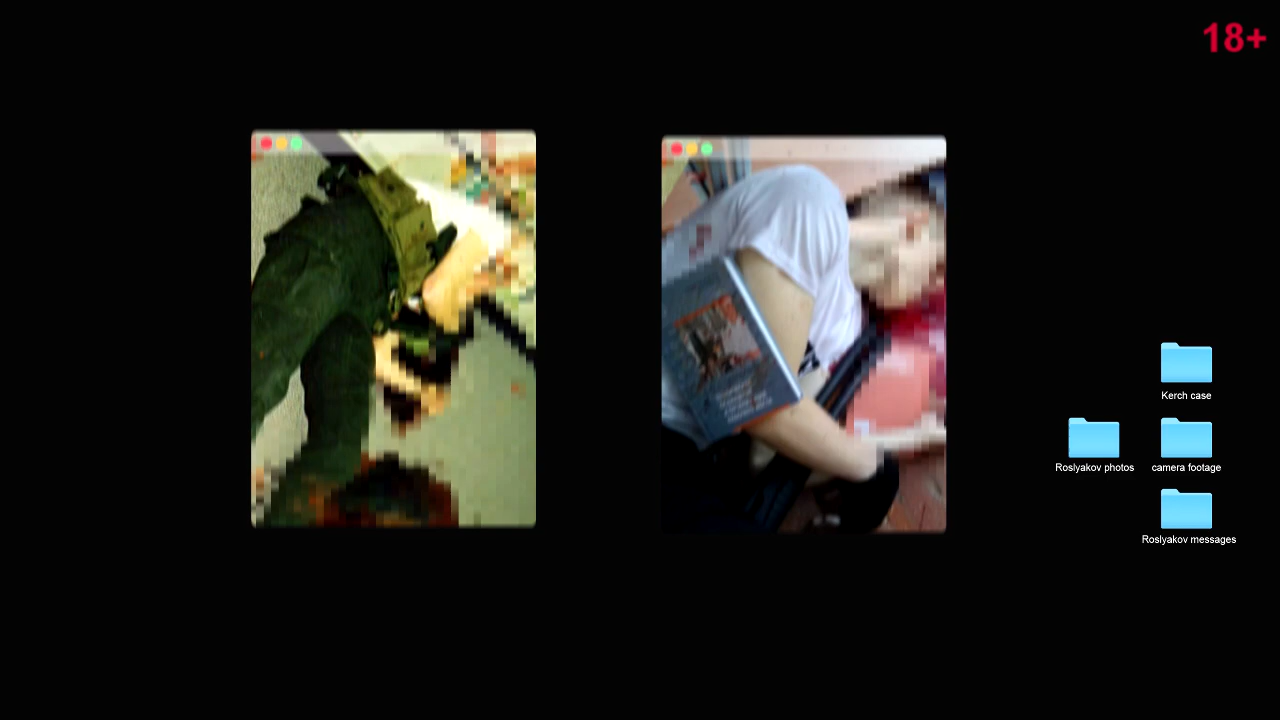 18+
Kerch case
Roslyakov photos
camera footage
Roslyakov messages